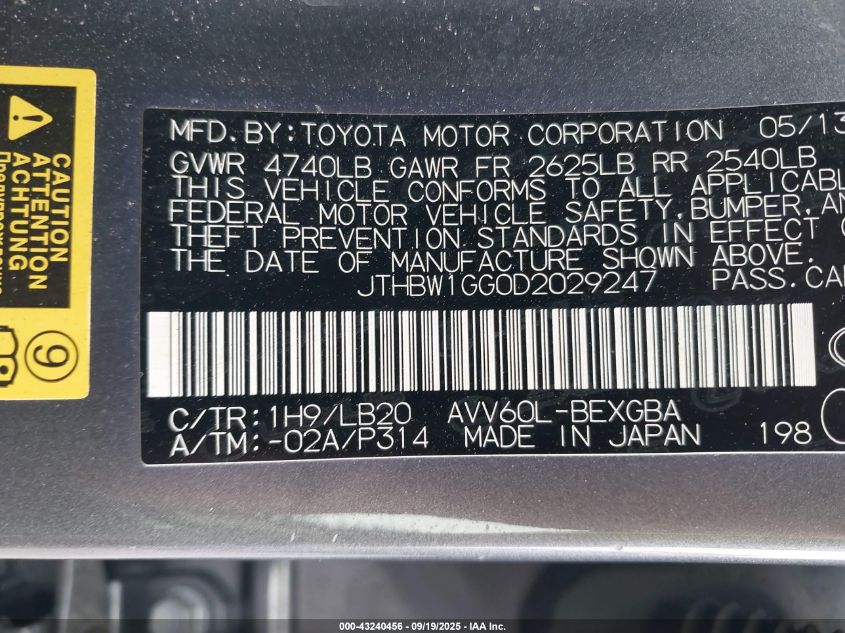 CAUTION
ATTENTION
ACHTUNG
9
MFD. BY: TOYOTA MOTOR CORPORATION 05/13
GVWR 4740LB GAWR FR 2625LB RR 2540LB
THIS VEHICLE CONFORMS TO ALL APPLICABL
FEDERAL MOTOR VEHICLE SAFETY, BUMPER, AN
THEFT PREVENTION STANDARDS IN EFFECT
THE DATE OF MANUFACTURE SHOWN ABOVE.
JTHBW1GG0D2029247 PASS. CA
C/TR: 1H9/LB20 AVV60L-BEXGBA
A/TM: -02A/P314 MADE IN JAPAN 198
000-43240456 - 09/19/2025 - IAA Inc.